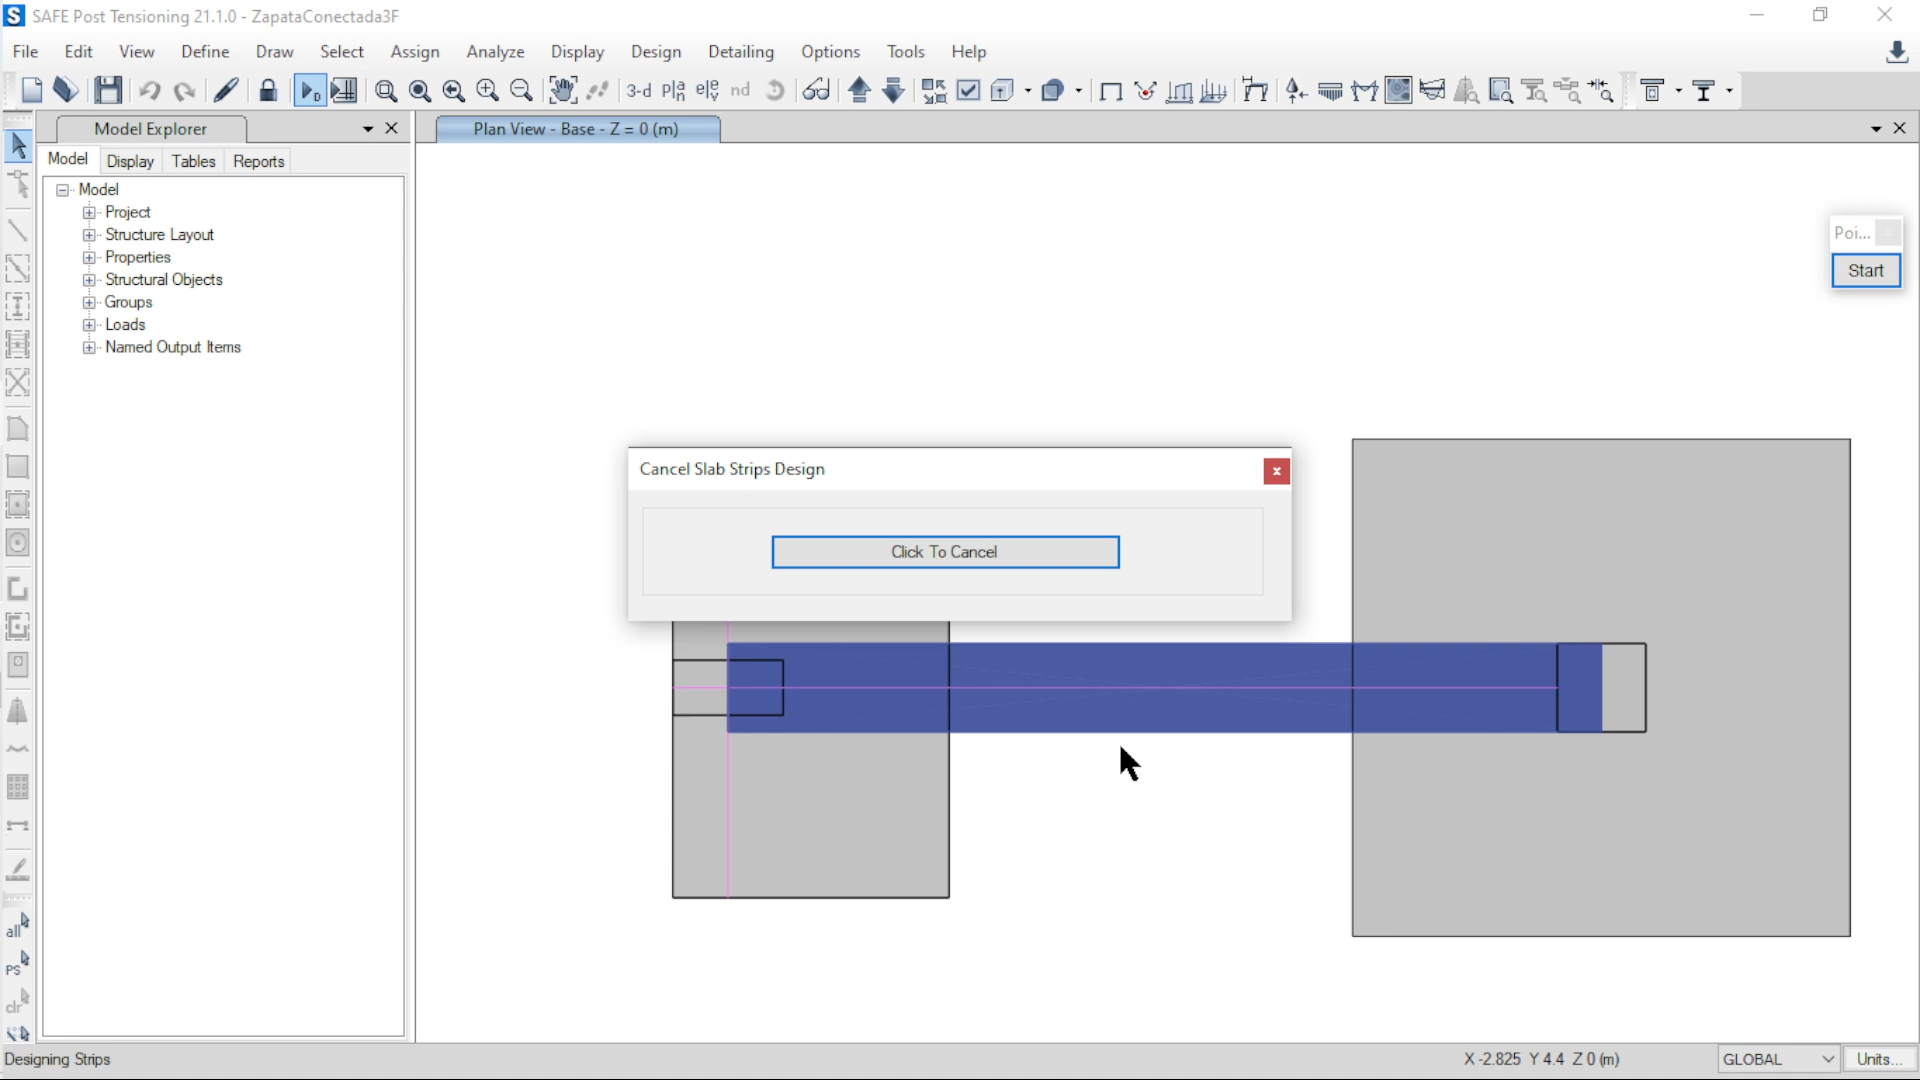 SAFE Post Tensioning 21.1.0 - ZapataConectada3F
File Edit View Define Draw Select Assign Analyze Display Design Detailing Options Tools Help
3-d pla ele nd
Model Explorer
Plan View - Base - Z = 0 (m)
Model Display Tables Reports
Model
Project
Structure Layout
Properties
Structural Objects
Groups
Loads
Named Output Items
Poi...
Start
Cancel Slab Strips Design
Click To Cancel
all
PS
clr
Designing Strips
X -2.825 Y 4.4 Z 0 (m)
GLOBAL
Units...